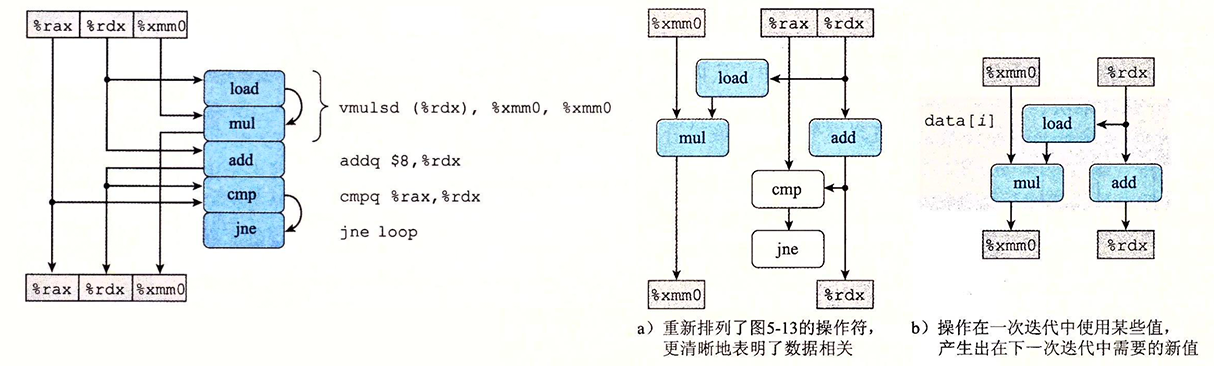 %rax %rdx %xmm0
load
mul
add
cmp
jne
vmulsd (%rdx), %xmm0, %xmm0
addq $8,%rdx
cmpq %rax,%rdx
jne loop
%rax %rdx %xmm0
%xmm0 %rax %rdx
load
mul add
cmp
jne
%xmm0 %rdx
a）重新排列了图5-13的操作符，
更清晰地表明了数据相关
%xmm0 %rdx
data[i] load
mul add
%xmm0 %rdx
b）操作在一次迭代中使用某些值，
产生出在下一次迭代中需要的新值